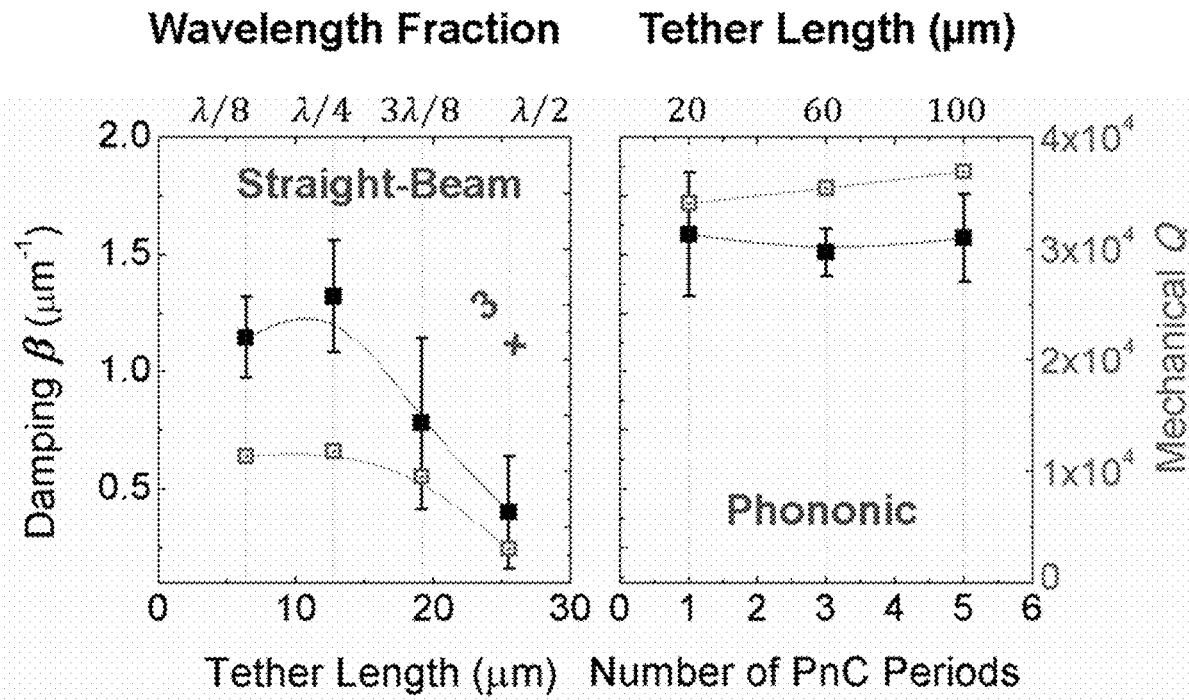 Wavelength Fraction Tether Length (µm)
λ/8 λ/4 3λ/8 λ/2 20 60 100
2.0 4x10⁴
Straight-Beam
1.5 3x10⁴
3 x
1.0 2x10⁴
0.5 1x10⁴
Phononic
0
0 10 20 30 0 1 2 3 4 5 6
Damping β (µm⁻¹)
Mechanical Q
Tether Length (µm) Number of PnC Periods